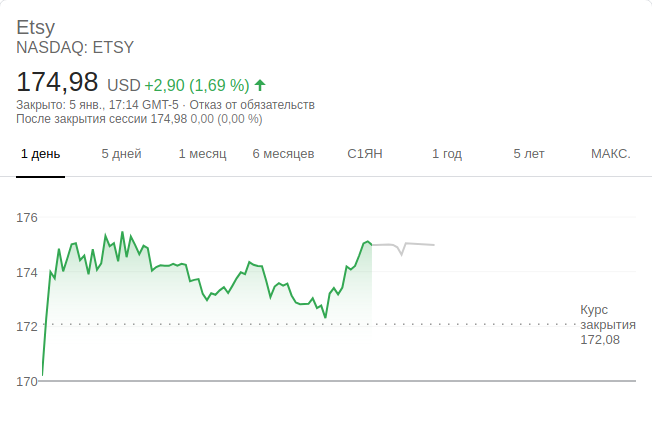 Etsy
NASDAQ: ETSY
174,98 USD +2,90 (1,69 %)
Закрыто: 5 янв., 17:14 GMT-5 · Отказ от обязательств
После закрытия сессии 174,98 0,00 (0,00 %)
1 день 5 дней 1 месяц 6 месяцев С1ЯН 1 год 5 лет МАКС.
176
174
172
170
Курс
закрытия
172,08